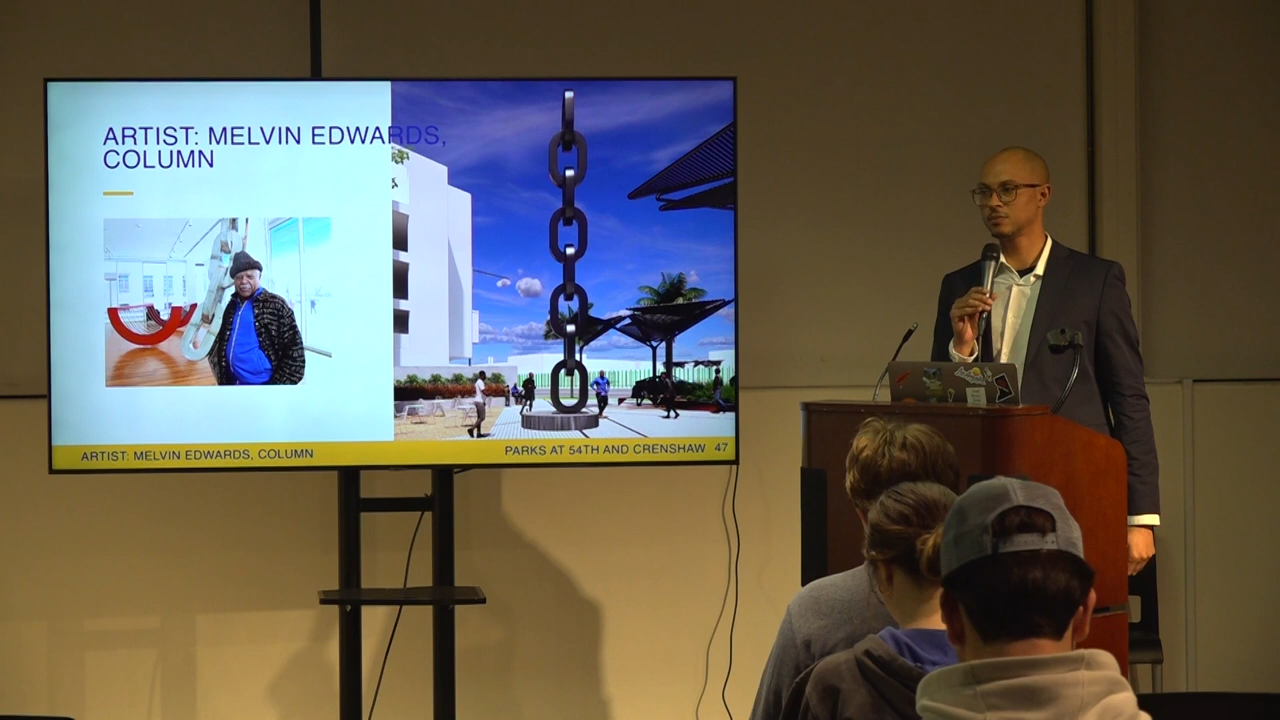 ARTIST: MELVIN EDWARDS,
COLUMN
ARTIST: MELVIN EDWARDS, COLUMN
PARKS AT 54TH AND CRENSHAW 47